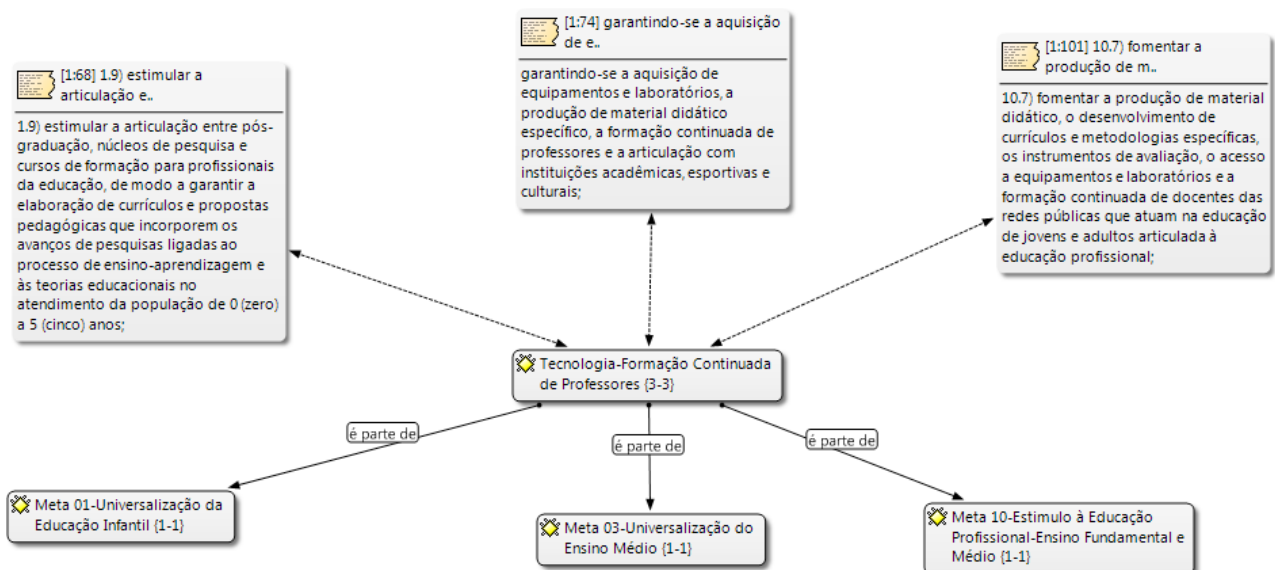 [1:68] 1.9) estimular a
articulação e..
1.9) estimular a articulação entre pós-
graduação, núcleos de pesquisa e
cursos de formação para profissionais
da educação, de modo a garantir a
elaboração de currículos e propostas
pedagógicas que incorporem os
avanços de pesquisas ligadas ao
processo de ensino-aprendizagem e
às teorias educacionais no
atendimento da população de 0 (zero)
a 5 (cinco) anos;
[1:74] garantindo-se a aquisição
de e..
garantindo-se a aquisição de
equipamentos e laboratórios, a
produção de material didático
específico, a formação continuada de
professores e a articulação com
instituições acadêmicas, esportivas e
culturais;
[1:101] 10.7) fomentar a
produção de m..
10.7) fomentar a produção de material
didático, o desenvolvimento de
currículos e metodologias específicas,
os instrumentos de avaliação, o acesso
a equipamentos e laboratórios e a
formação continuada de docentes das
redes públicas que atuam na educação
de jovens e adultos articulada à
educação profissional;
Tecnologia-Formação Continuada
de Professores {3-3}
é parte de
é parte de
é parte de
Meta 01-Universalização da
Educação Infantil {1-1}
Meta 03-Universalização do
Ensino Médio {1-1}
Meta 10-Estimulo à Educação
Profissional-Ensino Fundamental e
Médio {1-1}